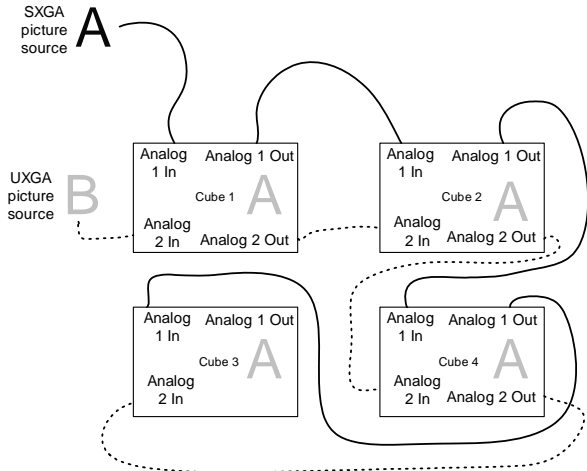 SXGA
picture
source
A
UXGA
picture
source
B
Analog
1 In
Analog 1 Out
Cube 1
A
Analog
2 In
Analog 2 Out
Analog
1 In
Analog 1 Out
Cube 2
A
Analog
2 In
Analog 2 Out
Analog
1 In
Analog 1 Out
Cube 3
A
Analog
2 In
Analog
1 In
Analog 1 Out
Cube 4
A
Analog
2 In
Analog 2 Out